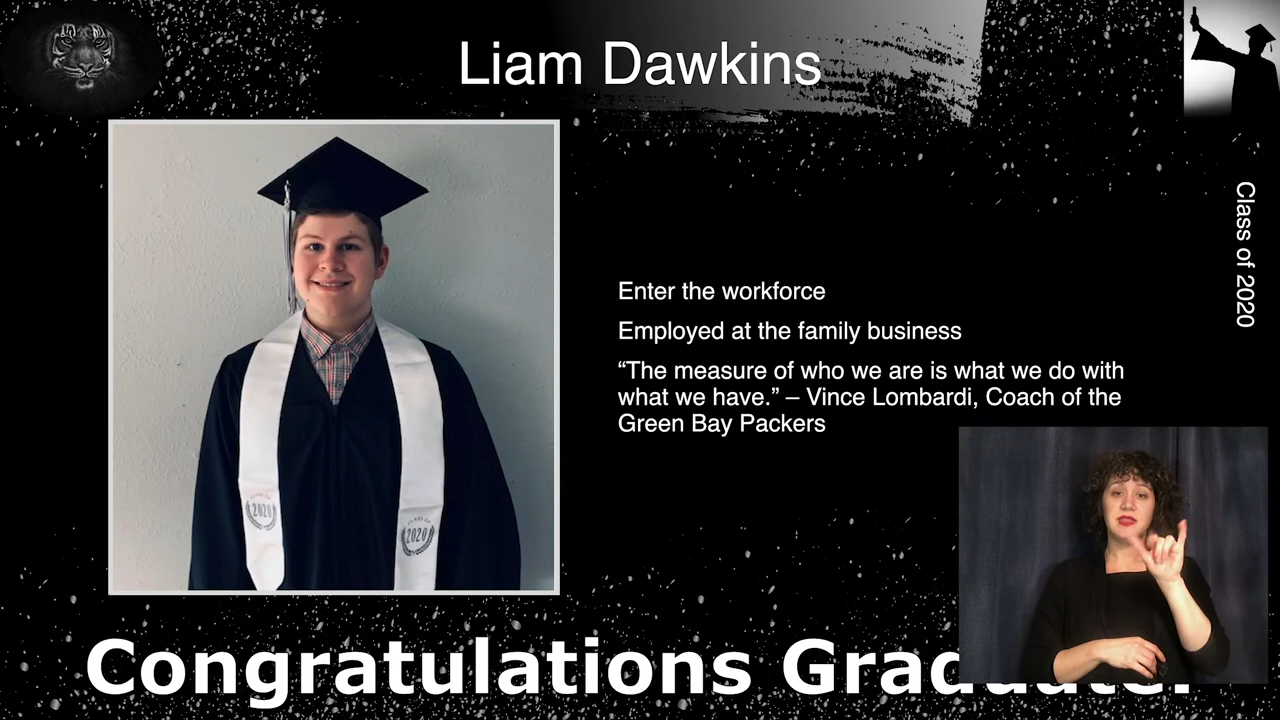 Liam Dawkins
Class of 2020
Enter the workforce
Employed at the family business
“The measure of who we are is what we do with
what we have.” – Vince Lombardi, Coach of the
Green Bay Packers
2020
CLASS OF
2020
Congratulations